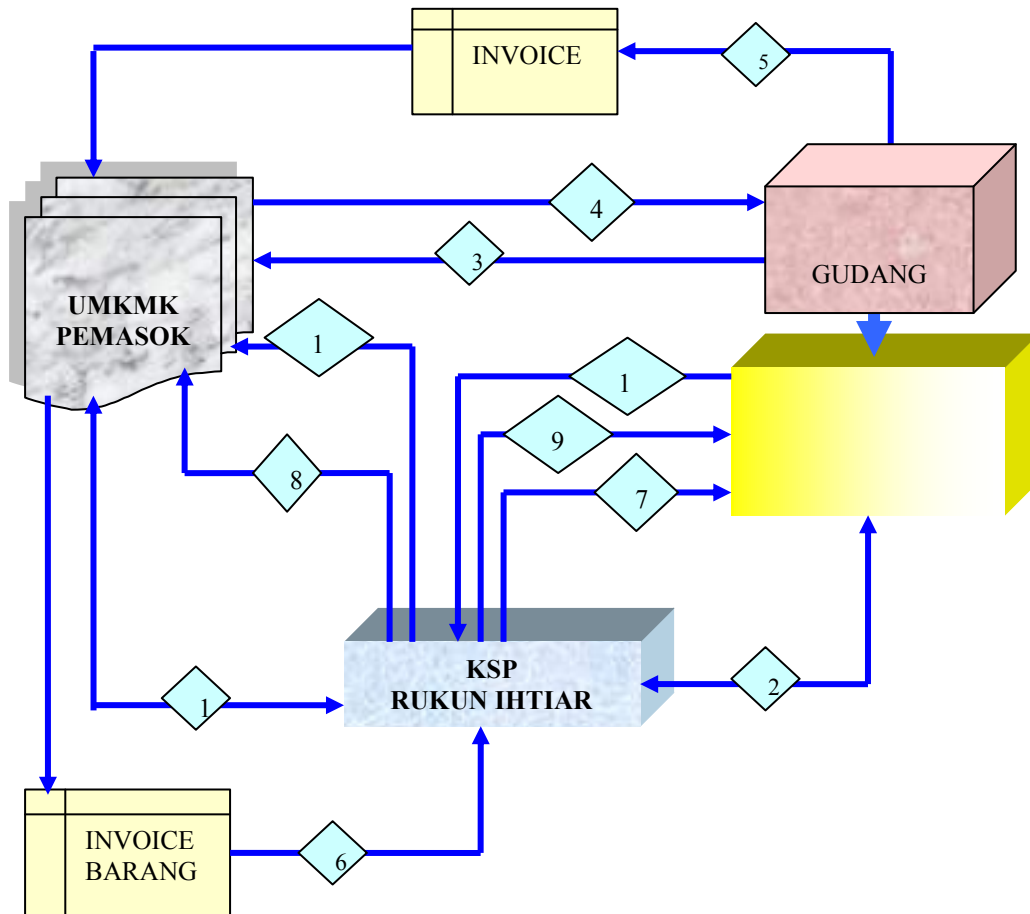 INVOICE
5
4
3
GUDANG
UMKMK
PEMASOK
1
1
9
8
7
KSP
RUKUN IHTIAR
2
1
INVOICE
BARANG
6